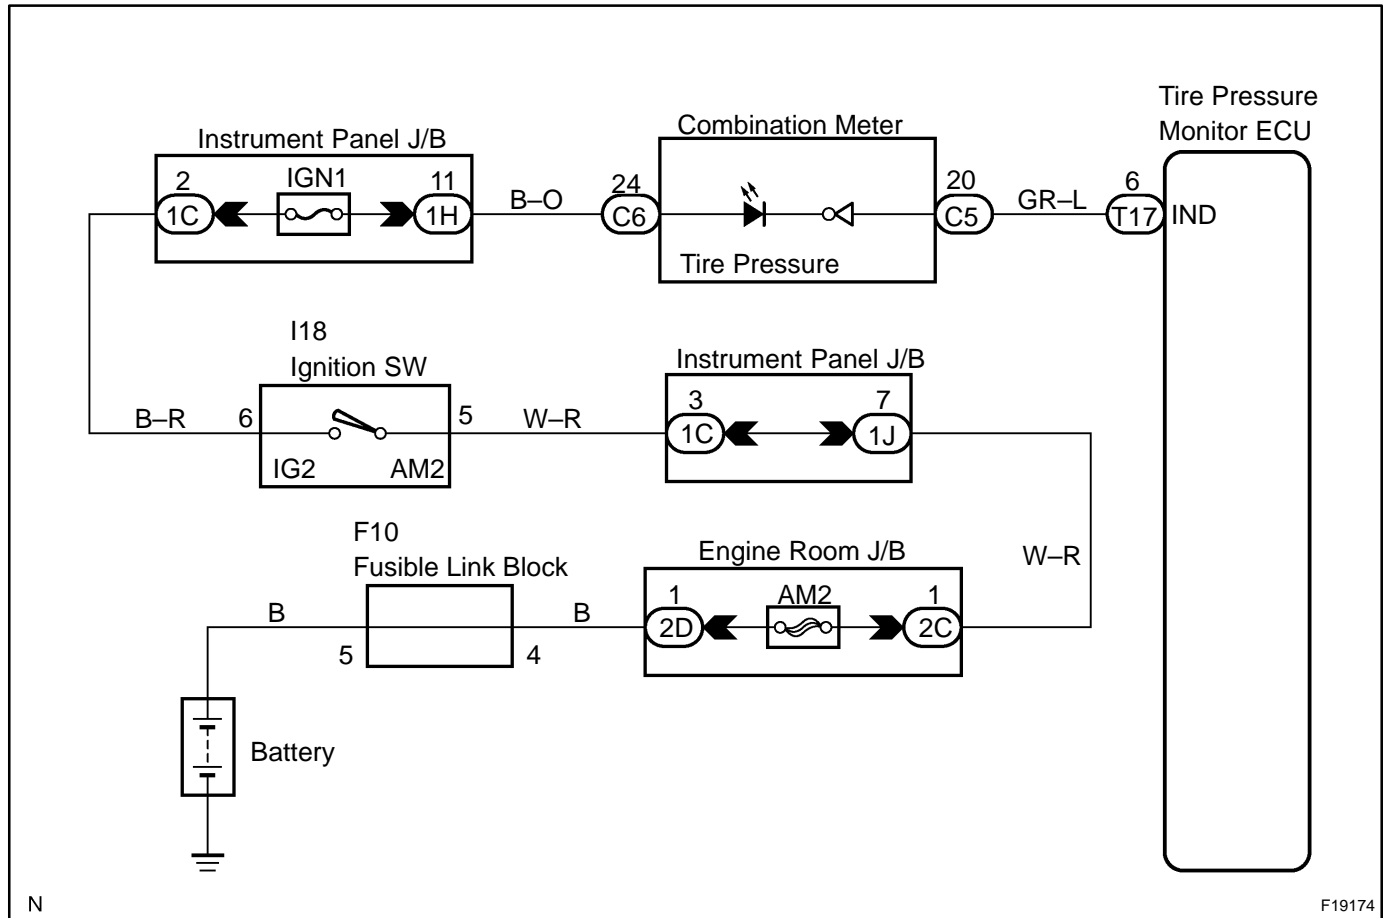 Tire Pressure
Monitor ECU
Combination Meter
Instrument Panel J/B
2
IGN1
11
24
20
6
1C
1H
B–O
C6
C5
GR–L
T17
IND
Tire Pressure
I18
Ignition SW
Instrument Panel J/B
B–R
6
5
W–R
3
7
1C
1J
IG2
AM2
F10
Fusible Link Block
Engine Room J/B
W–R
B
B
1
AM2
1
2D
2C
5
4
Battery
N
F19174